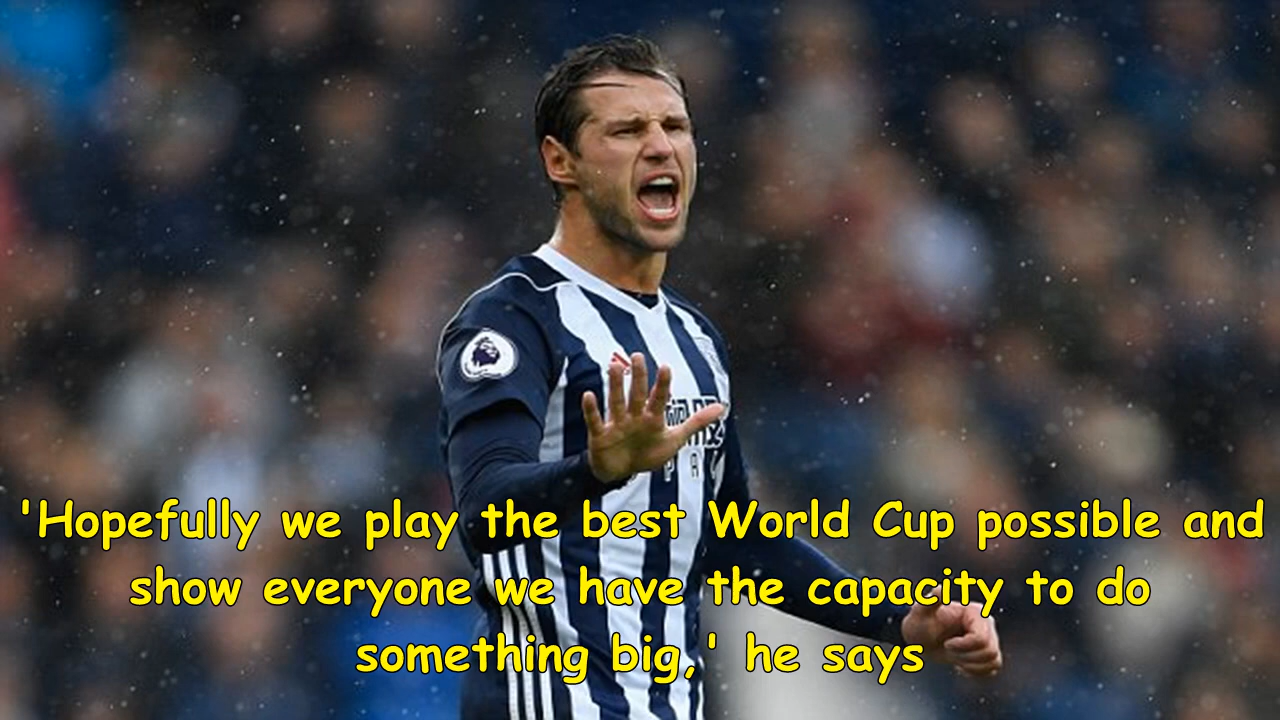 'Hopefully we play the best World Cup possible and
show everyone we have the capacity to do
something big,' he says